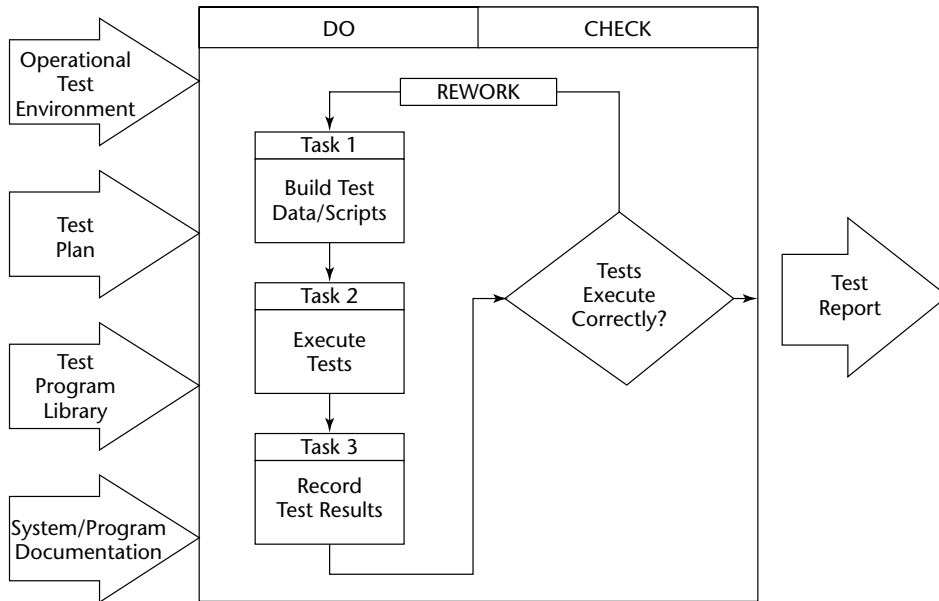 DO
CHECK
Operational
Test
Environment
Test
Plan
Test
Program
Library
System/Program
Documentation
REWORK
Task 1
Build Test
Data/Scripts
Task 2
Execute
Tests
Task 3
Record
Test Results
Tests
Execute
Correctly?
Test
Report